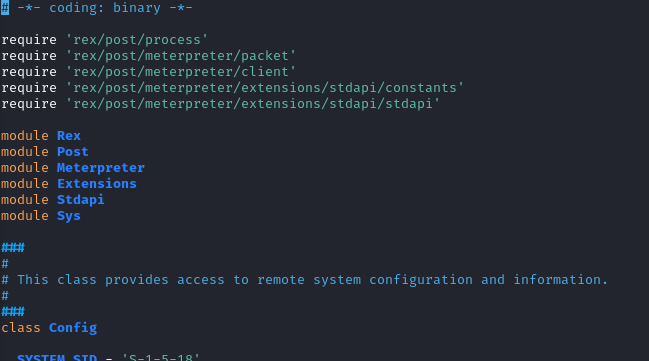 # -*- coding: binary -*-
require 'rex/post/process'
require 'rex/post/meterpreter/packet'
require 'rex/post/meterpreter/client'
require 'rex/post/meterpreter/extensions/stdapi/constants'
require 'rex/post/meterpreter/extensions/stdapi/stdapi'
module Rex
module Post
module Meterpreter
module Extensions
module Stdapi
module Sys
###
#
# This class provides access to remote system configuration and information.
#
###
class Config
SYSTEM_SID = 'S-1-5-18'